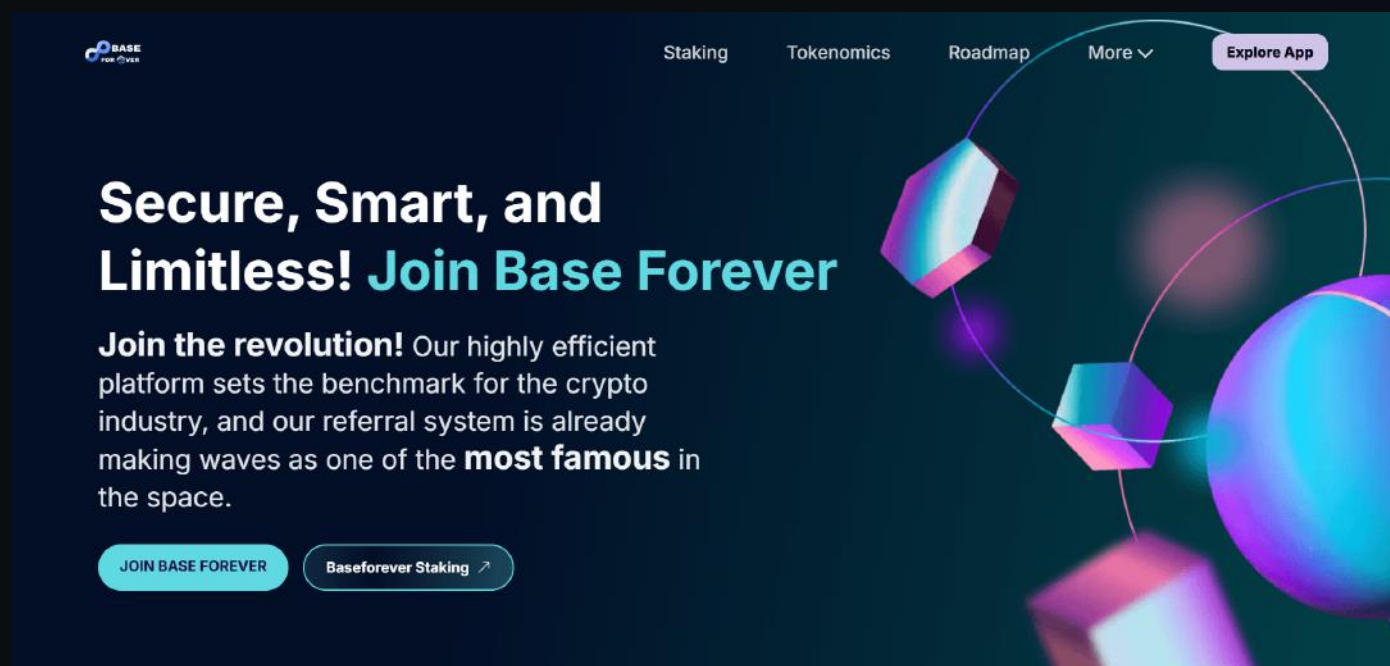 BASE
FOR EVER
Staking
Tokenomics
Roadmap
More
Explore App
Secure, Smart, and
Limitless! Join Base Forever
Join the revolution! Our highly efficient
platform sets the benchmark for the crypto
industry, and our referral system is already
making waves as one of the most famous in
the space.
JOIN BASE FOREVER
Baseforever Staking